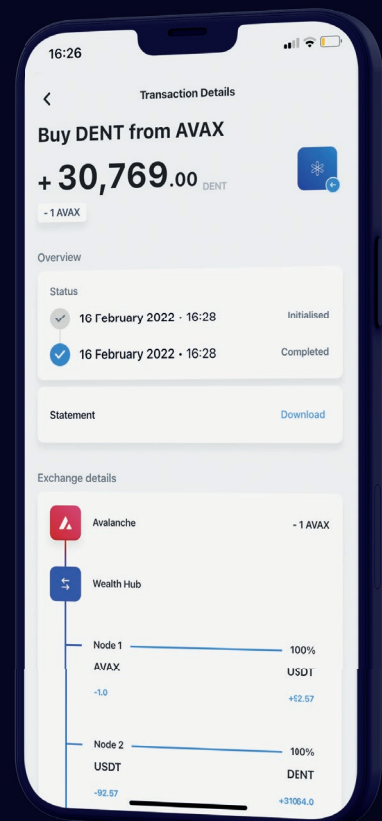 16:26
Transaction Details
Buy DENT from AVAX
+ 30,769.00 DENT
- 1 AVAX
Overview
Status
16 February 2022 - 16:28 Initialised
16 February 2022 • 16:28 Completed
Statement Download
Exchange details
Avalanche - 1 AVAX
Wealth Hub
Node 1 100%
AVAX USDT
-1.0
Node 2 100%
USDT DENT
-92.57 +31064.0